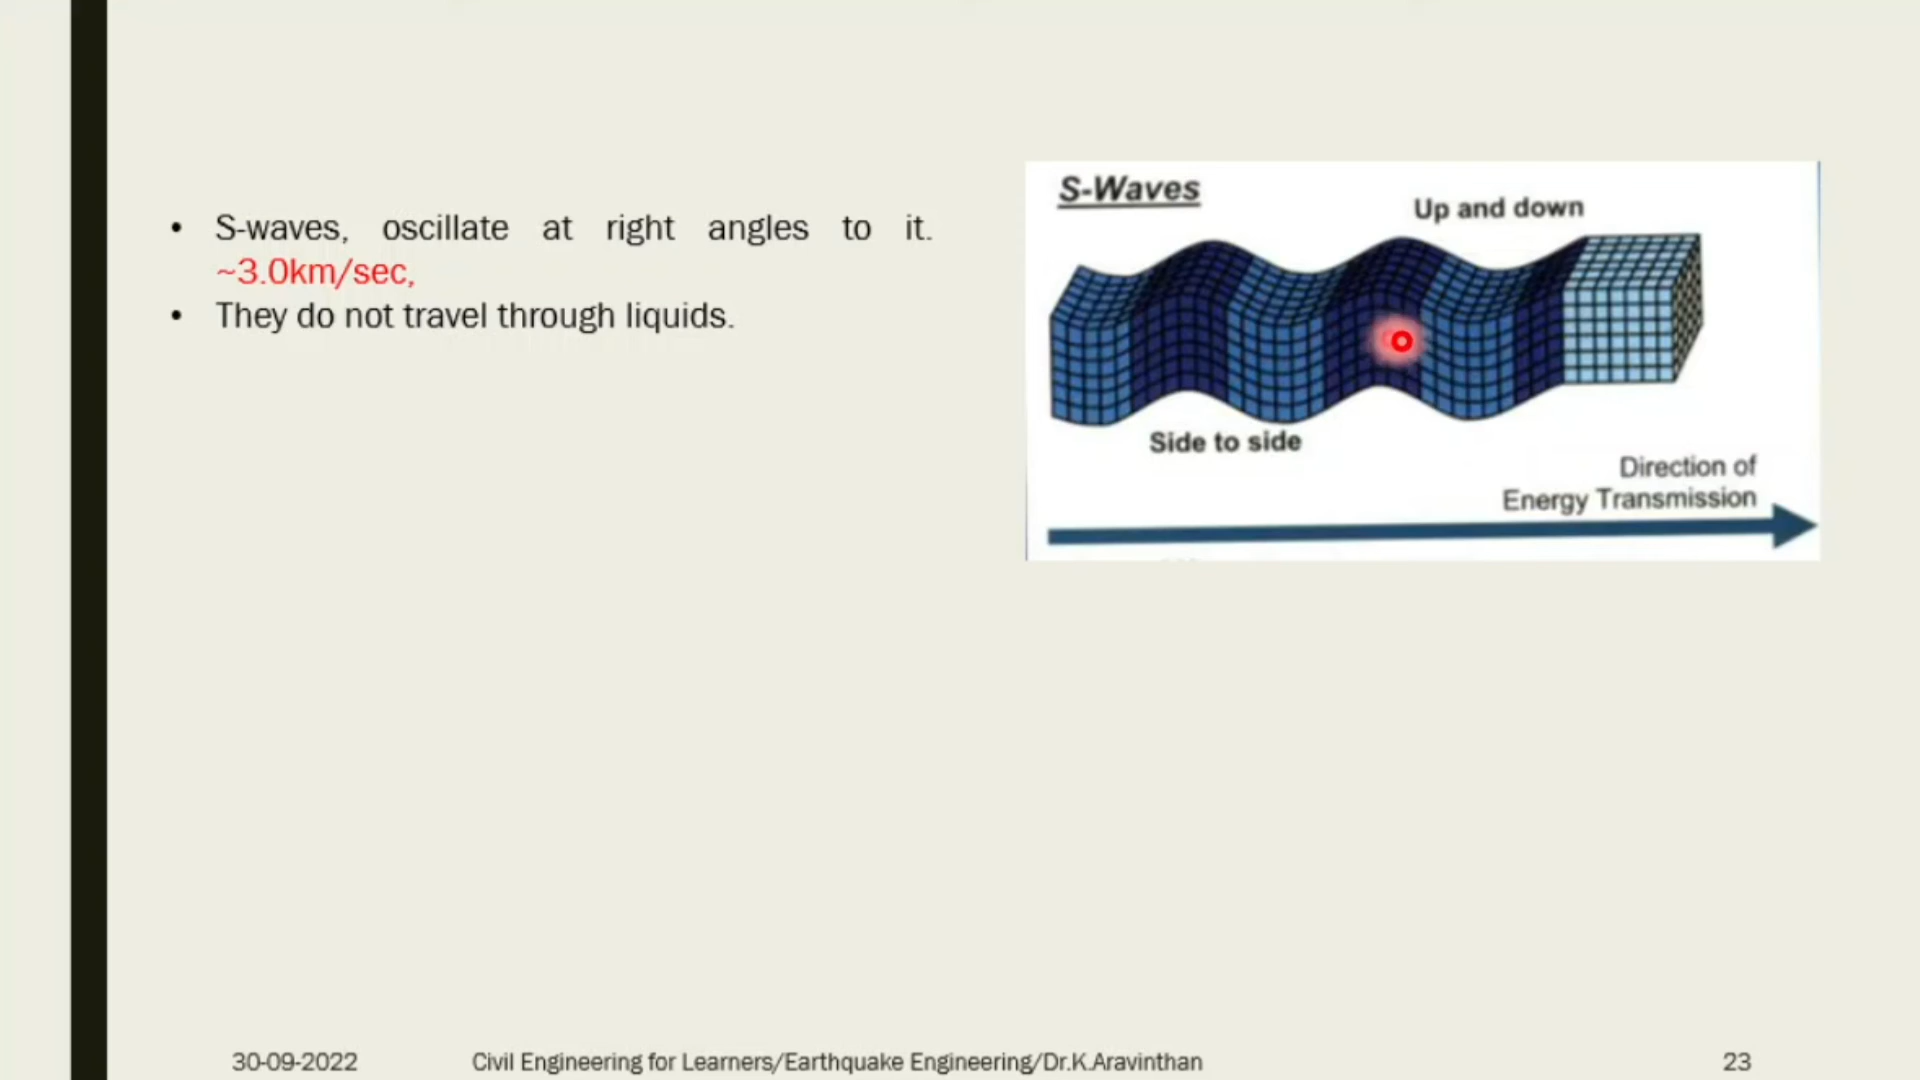 • S-waves, oscillate at right angles to it.
~3.0km/sec,
• They do not travel through liquids.
S-Waves
Up and down
Side to side
Direction of
Energy Transmission
30-09-2022
Civil Engineering for Learners/Earthquake Engineering/Dr.K.Aravinthan
23